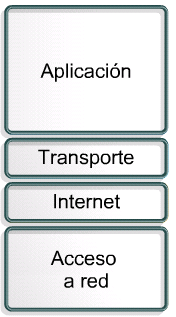 Aplicación
Transporte
Internet
Acceso
a red